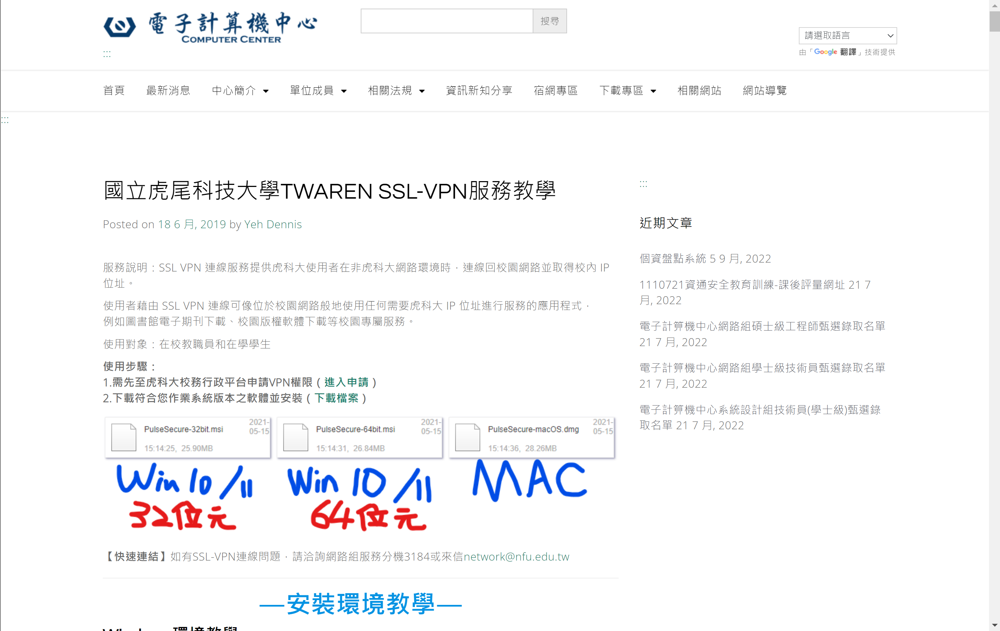 電子計算機中心
COMPUTER CENTER
搜尋
請選取語言
由「Google 翻譯」技術提供
:::
首頁 最新消息 中心簡介 單位成員 相關法規 資訊新知分享 宿網專區 下載專區 相關網站 網站導覽
:::
國立虎尾科技大學TWAREN SSL-VPN服務教學
Posted on 18 6 月, 2019 by Yeh Dennis
服務說明：SSL VPN 連線服務提供虎科大使用者在非虎科大網路環境時，連線回校園網路並取得校內 IP
位址。
使用者藉由 SSL VPN 連線可像位於校園網路般地使用任何需要虎科大 IP 位址進行服務的應用程式，
例如圖書館電子期刊下載、校園版權軟體下載等校園專屬服務。
使用對象：在校教職員和在學學生
使用步驟：
1.需先至虎科大校務行政平台申請VPN權限（進入申請）
2.下載符合您作業系統版本之軟體並安裝（下載檔案）
PulseSecure-32bit.msi 2021-05-15
15:14:25, 25.90MB
PulseSecure-64bit.msi 2021-05-15
15:14:31, 26.84MB
PulseSecure-macOS.dmg 2021-05-15
15:14:36, 28.26MB
Win 10/11
32位元
Win 10/11
64位元
MAC
【快速連結】如有SSL-VPN連線問題，請洽詢網路組服務分機3184或來信network@nfu.edu.tw
—安裝環境教學—
:::
近期文章
個資盤點系統 5 9 月, 2022
1110721資通安全教育訓練-課後評量網址 21 7
月, 2022
電子計算機中心網路組碩士級工程師甄選錄取名單
21 7 月, 2022
電子計算機中心網路組學士級技術員甄選錄取名單
21 7 月, 2022
電子計算機中心系統設計組技術員(學士級)甄選錄
取名單 21 7 月, 2022